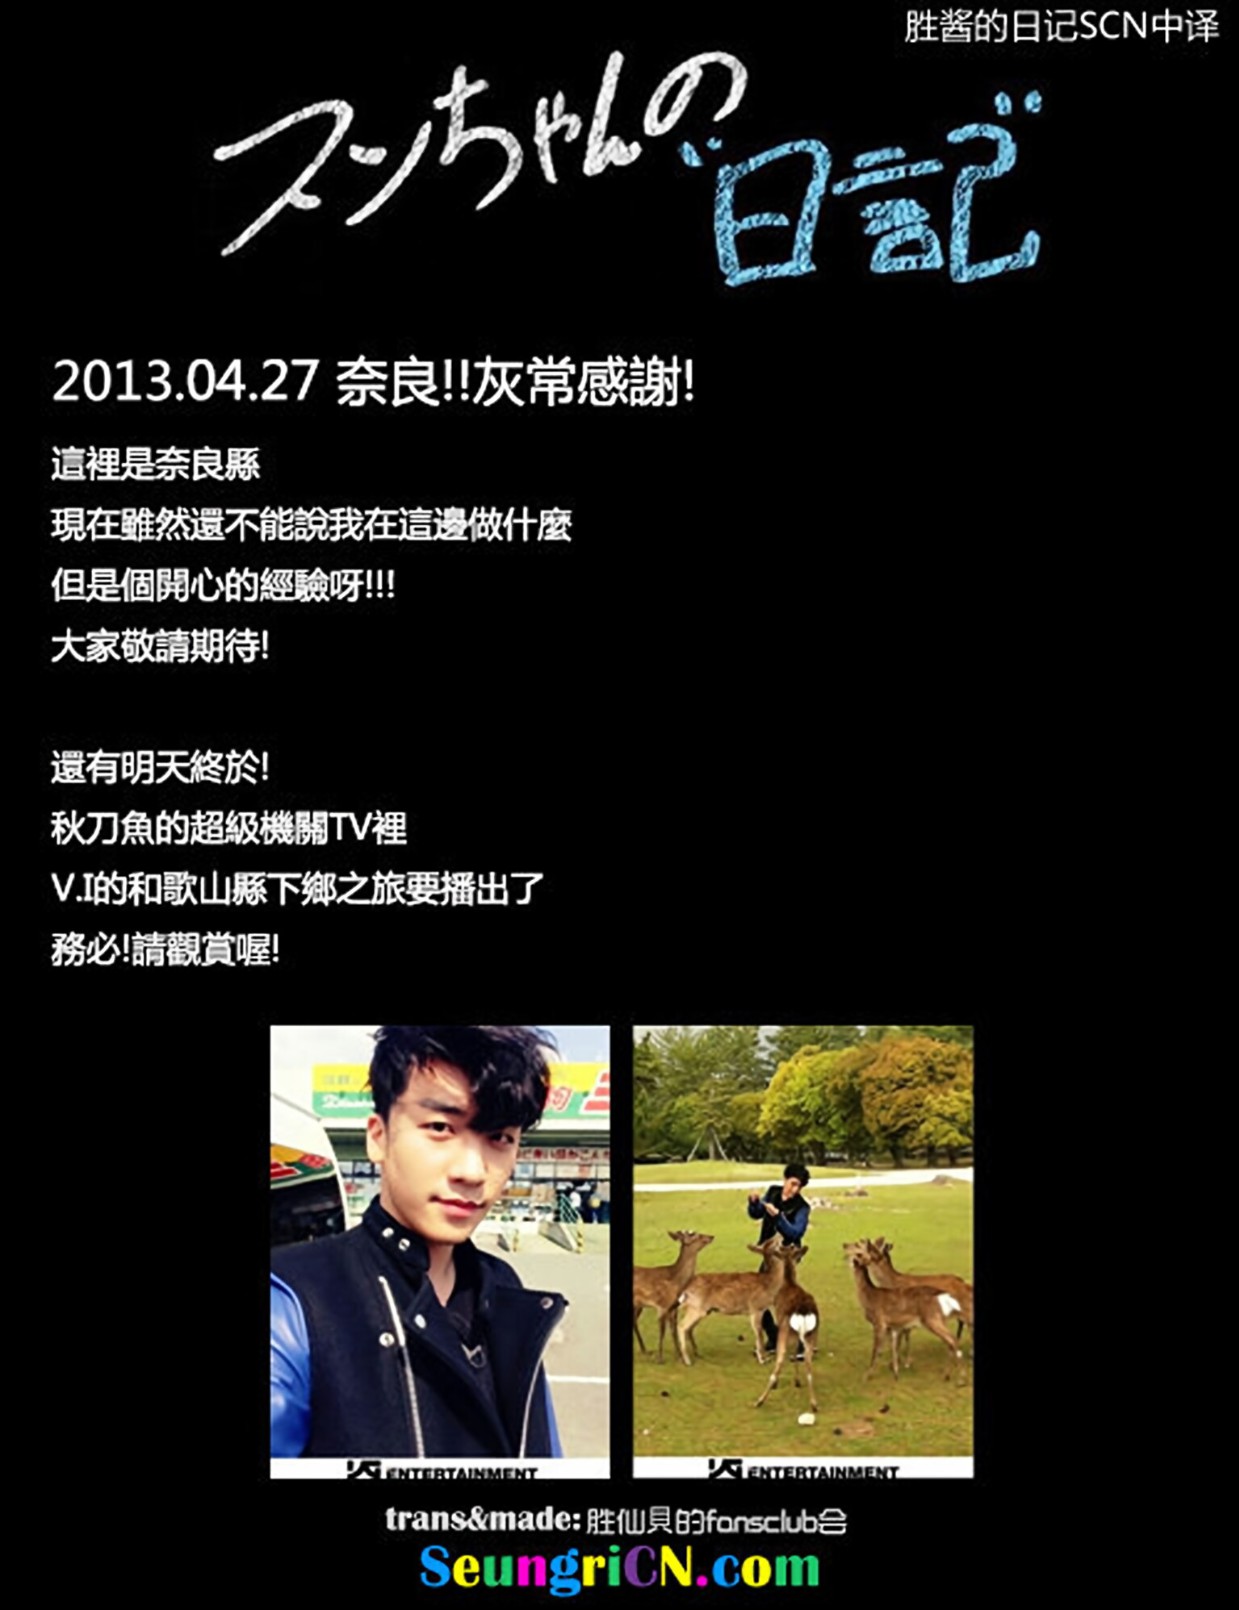 胜酱的日记SCN中译
スンちゃんの
日記
2013.04.27 奈良!!灰常感謝!
這裡是奈良縣
現在雖然還不能說我在這邊做什麼
但是個開心的經驗呀!!!
大家敬請期待!
還有明天終於!
秋刀魚的超級機關TV裡
V.I的和歌山縣下鄉之旅要播出了
務必!請觀賞喔!
YG ENTERTAINMENT
YG ENTERTAINMENT
trans&made:胜仙貝的fansclub会
SeungriCN.com